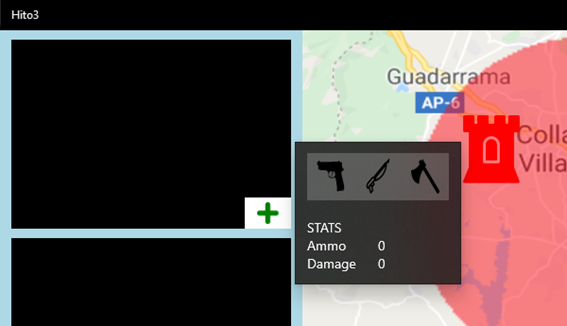 Hito3
Guadarrama
AP-6
Colla
Villa
STATS
Ammo 0
Damage 0